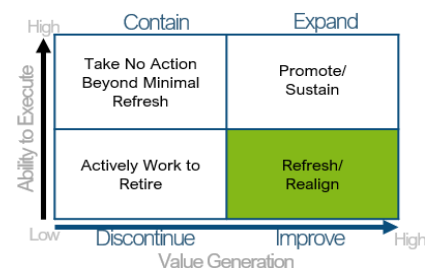 Contain Expand
High
Take No Action
Beyond Minimal
Refresh
Promote/
Sustain
Ability to Execute
Actively Work to
Retire
Refresh/
Realign
Low Discontinue Improve High
Value Generation